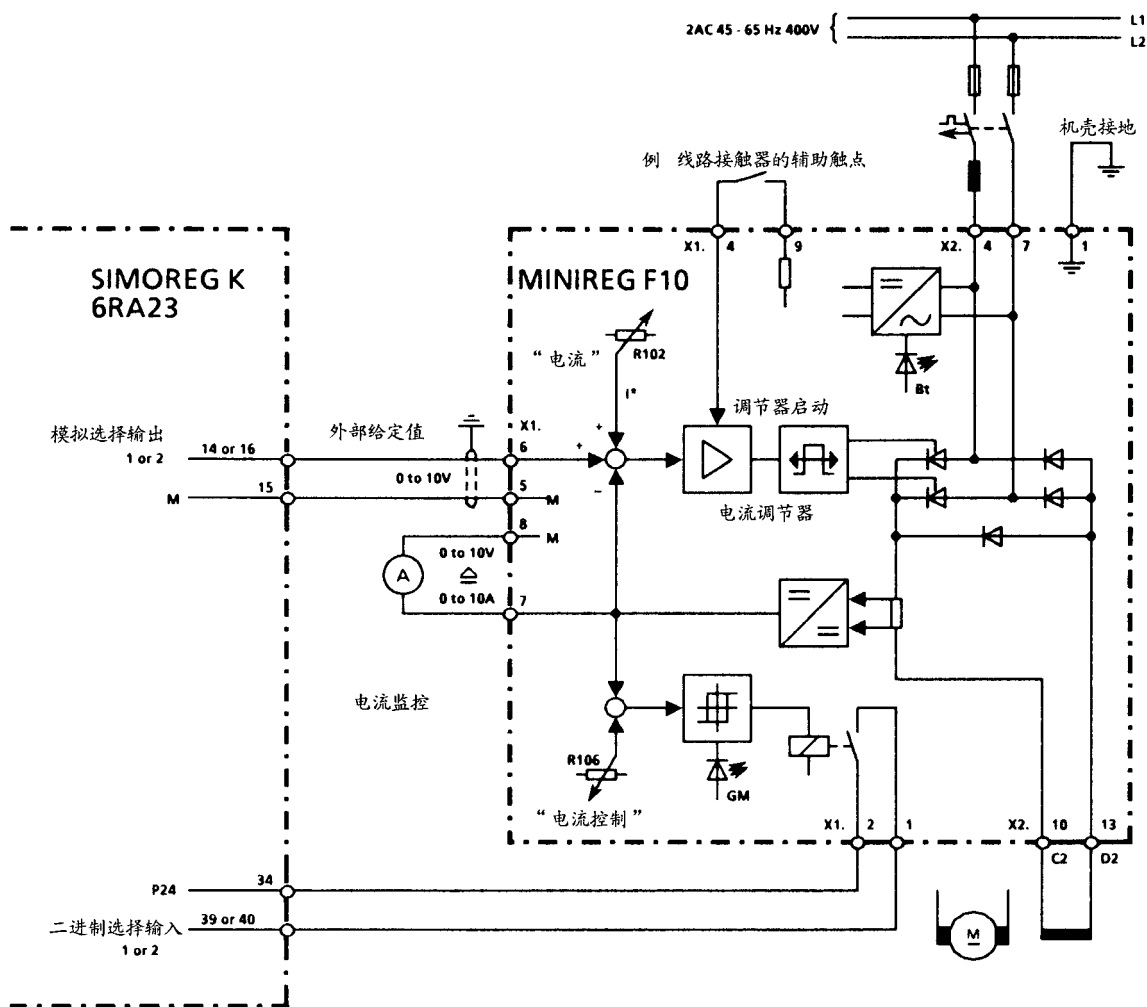 2AC 45 - 65 Hz 400V
L1
L2
机壳接地
例 线路接触器的辅助触点
X1. 4 9 X2. 4 7 1
SIMOREG K
6RA23
MINIREG F10
“电流”
R102
I*
Bt
调节器启动
模拟选择输出
1 or 2
14 or 16
外部给定值
X1.
6
+
+
−
0 to 10V
M
15
5
M
电流调节器
8
M
A
0 to 10V
≙
0 to 10A
7
电流监控
R106
GM
“电流控制”
X1. 2 1 X2. 10 13
C2 D2
P24
34
二进制选择输入
1 or 2
39 or 40
M